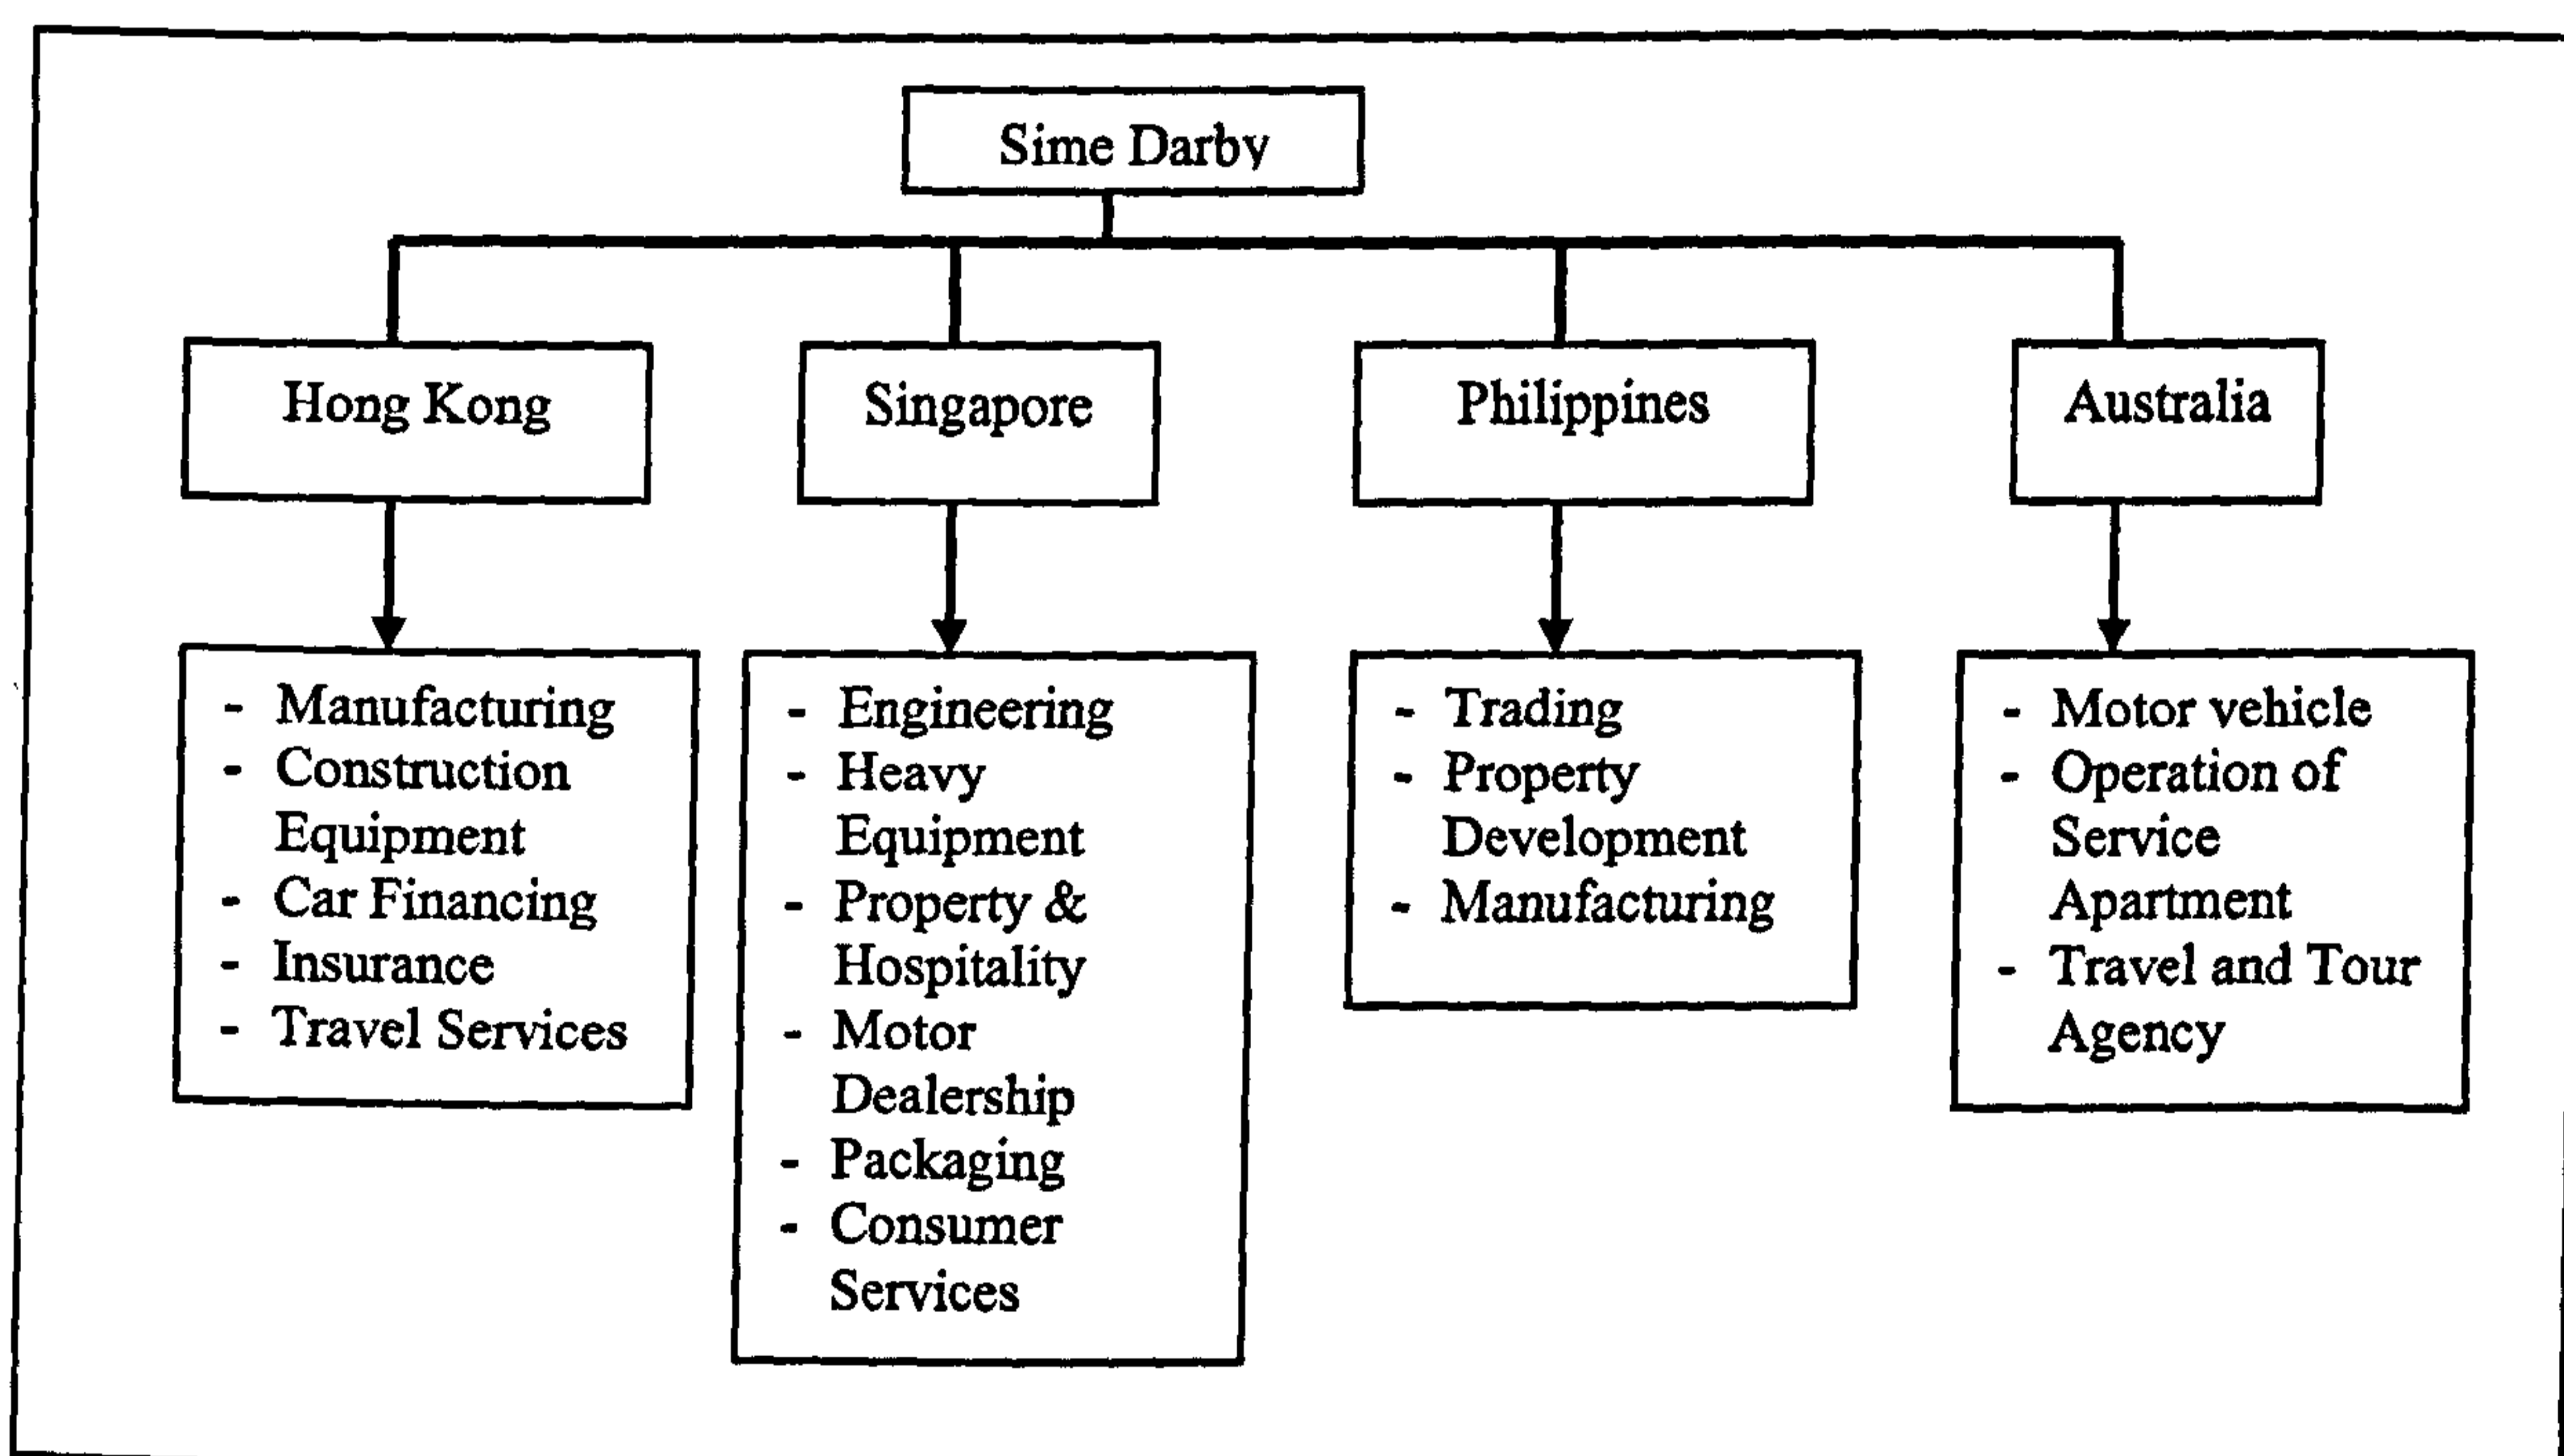 Sime Darby
Hong Kong
Singapore
Philippines
Australia
- Manufacturing
- Construction
Equipment
- Car Financing
- Insurance
- Travel Services
- Engineering
- Heavy
Equipment
- Property &
Hospitality
- Motor
Dealership
- Packaging
- Consumer
Services
- Trading
- Property
Development
- Manufacturing
- Motor vehicle
- Operation of
Service
Apartment
- Travel and Tour
Agency